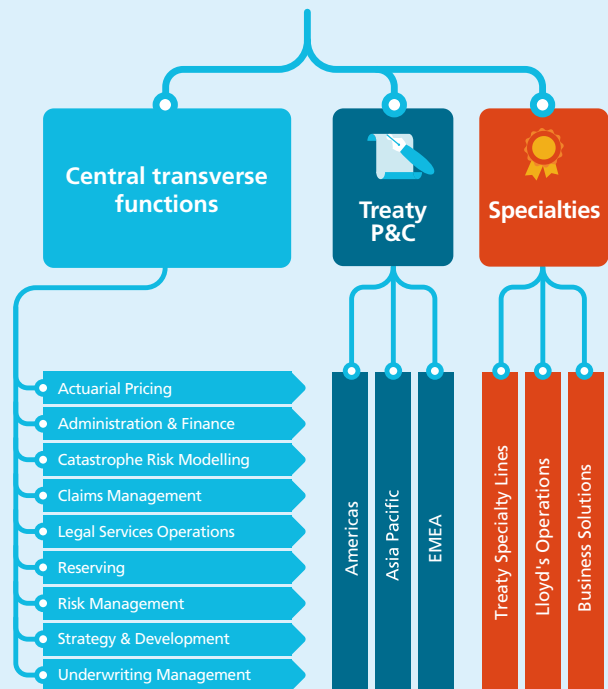 Central transverse
functions
Treaty
P&C
Specialties
Actuarial Pricing
Administration & Finance
Catastrophe Risk Modelling
Claims Management
Legal Services Operations
Reserving
Risk Management
Strategy & Development
Underwriting Management
Americas
Asia Pacific
EMEA
Treaty Specialty Lines
Lloyd's Operations
Business Solutions